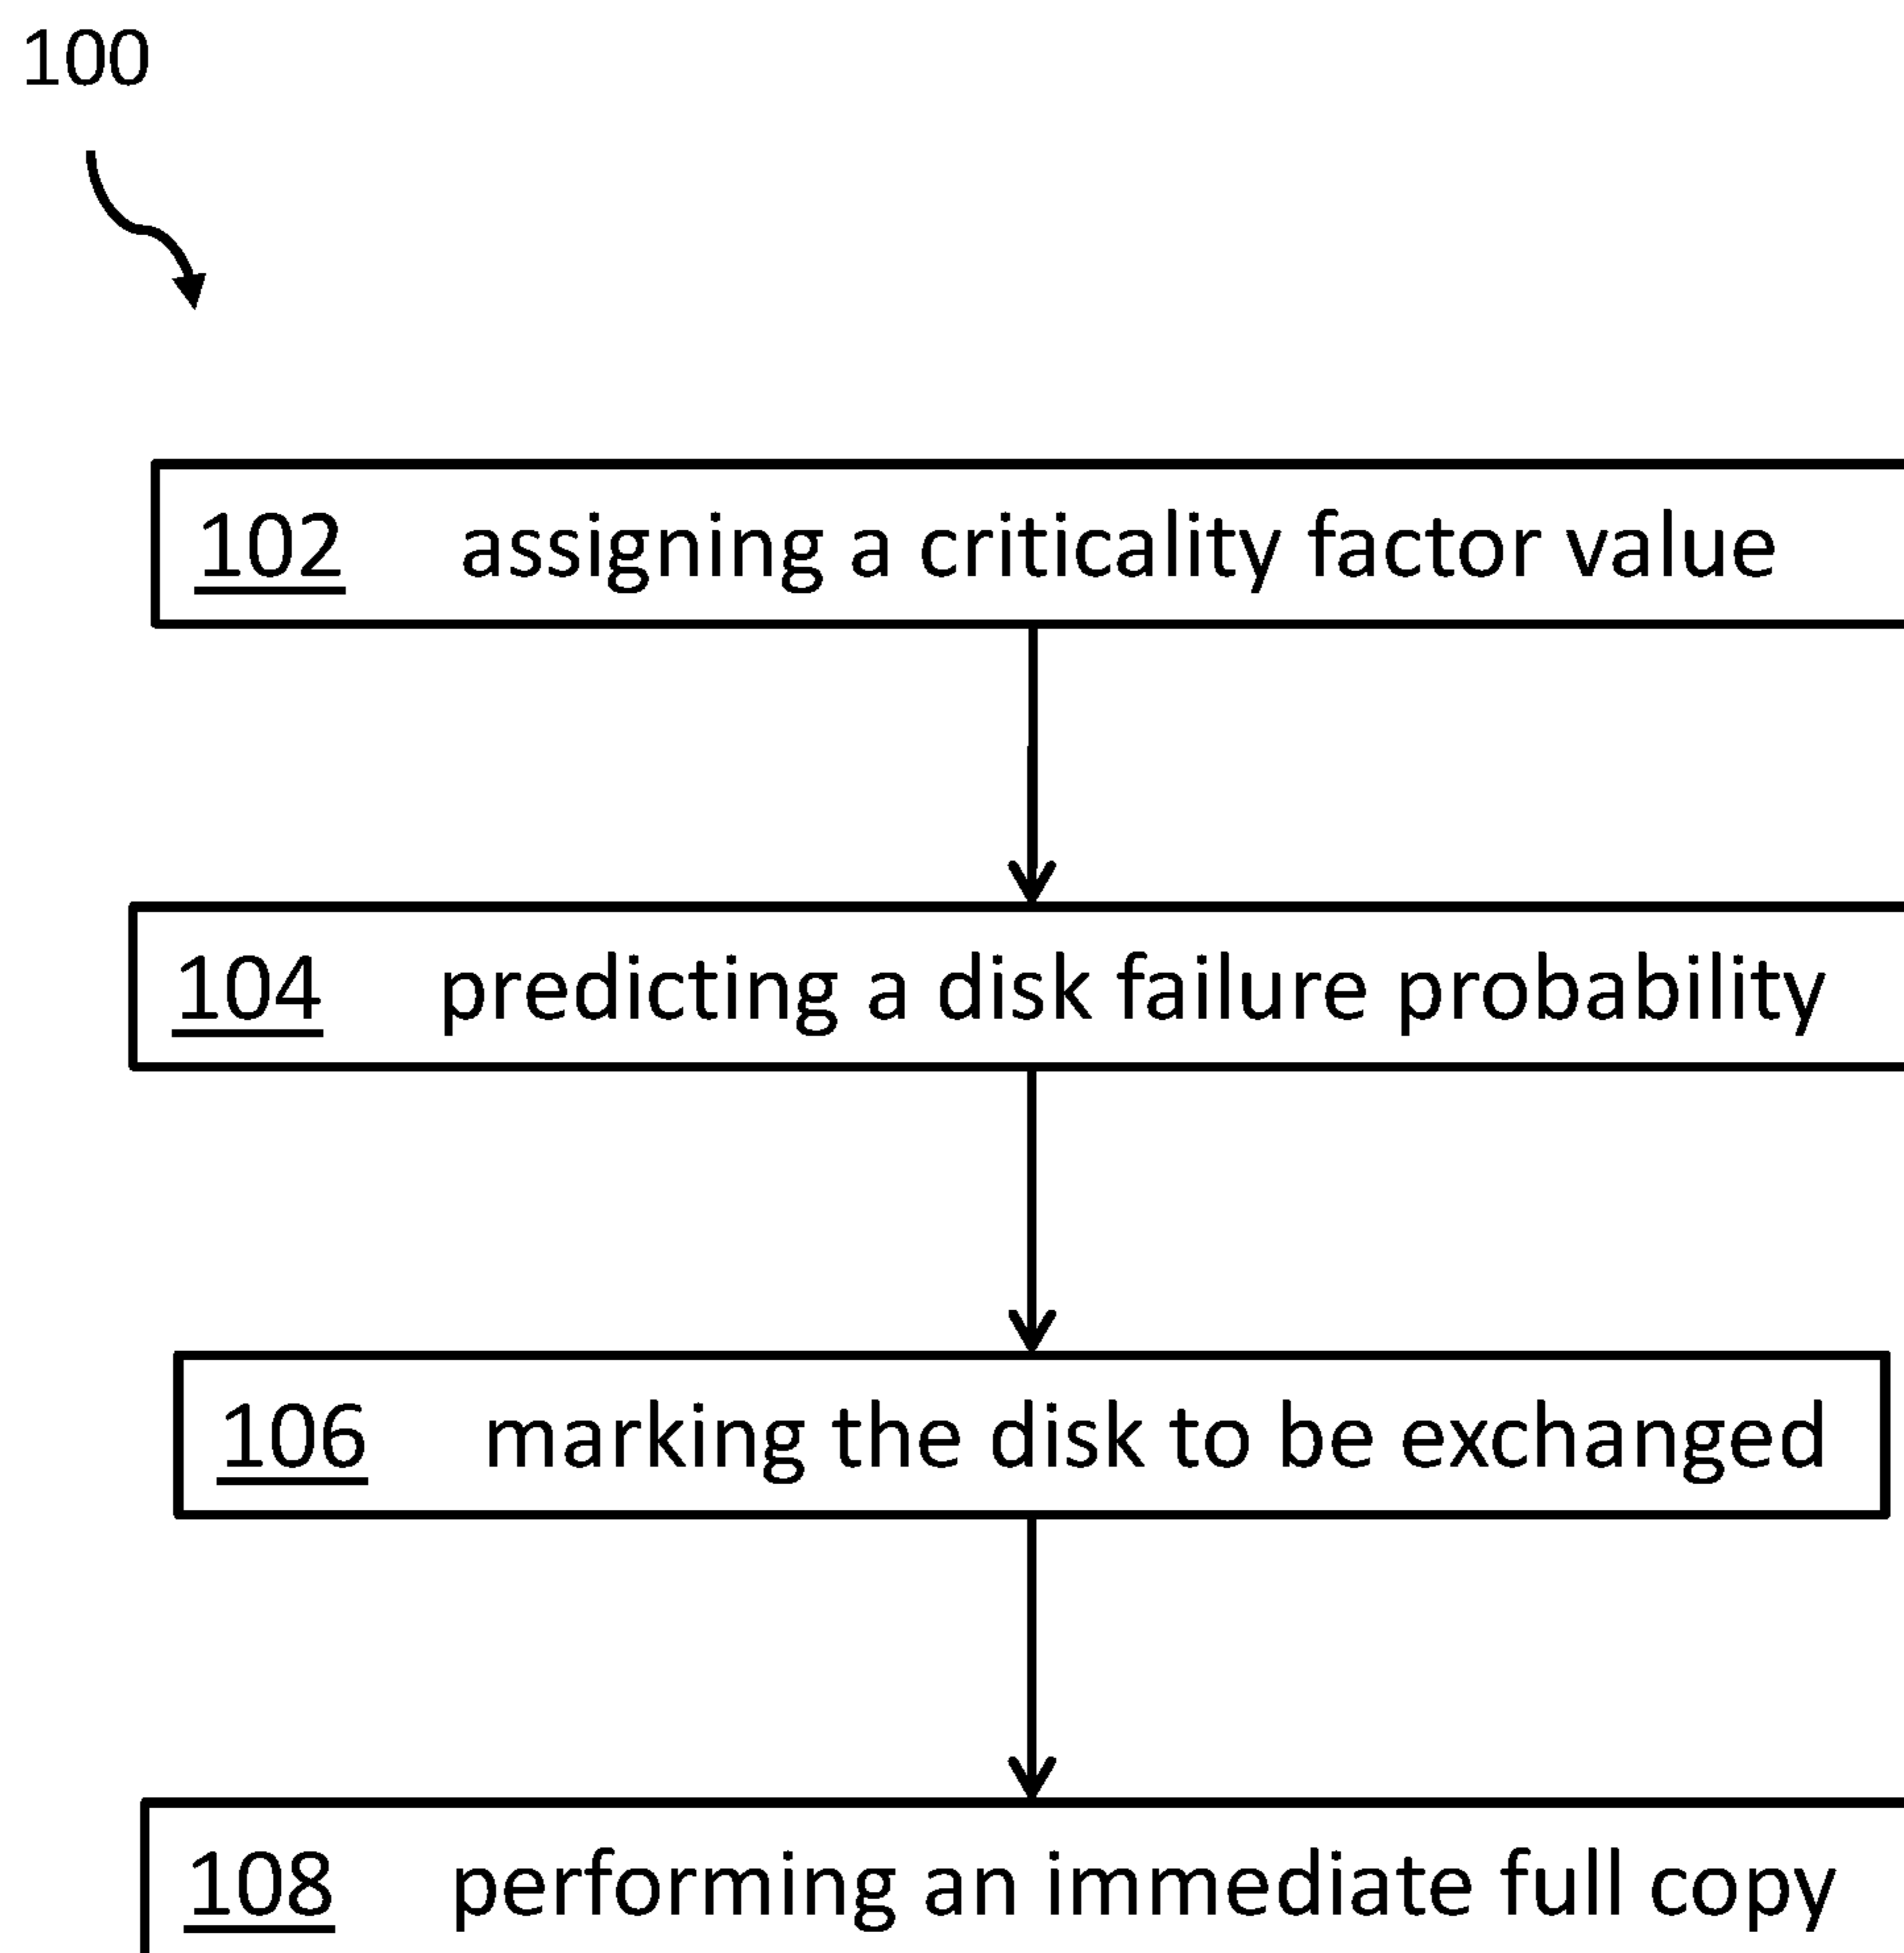 100
102 assigning a criticality factor value
104 predicting a disk failure probability
106 marking the disk to be exchanged
108 performing an immediate full copy